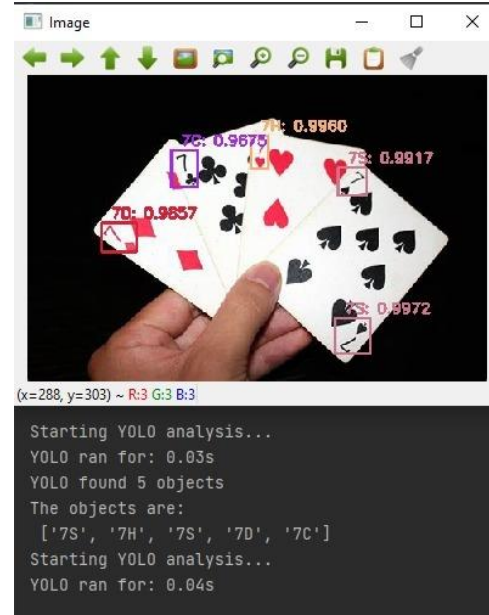 Image
7H: 0.9960
7C: 0.9675
7S: 0.9917
7D: 0.9857
7S: 0.9972
(x=288, y=303) ~ R:3 G:3 B:3
Starting YOLO analysis...
YOLO ran for: 0.03s
YOLO found 5 objects
The objects are:
['7S', '7H', '7S', '7D', '7C']
Starting YOLO analysis...
YOLO ran for: 0.04s